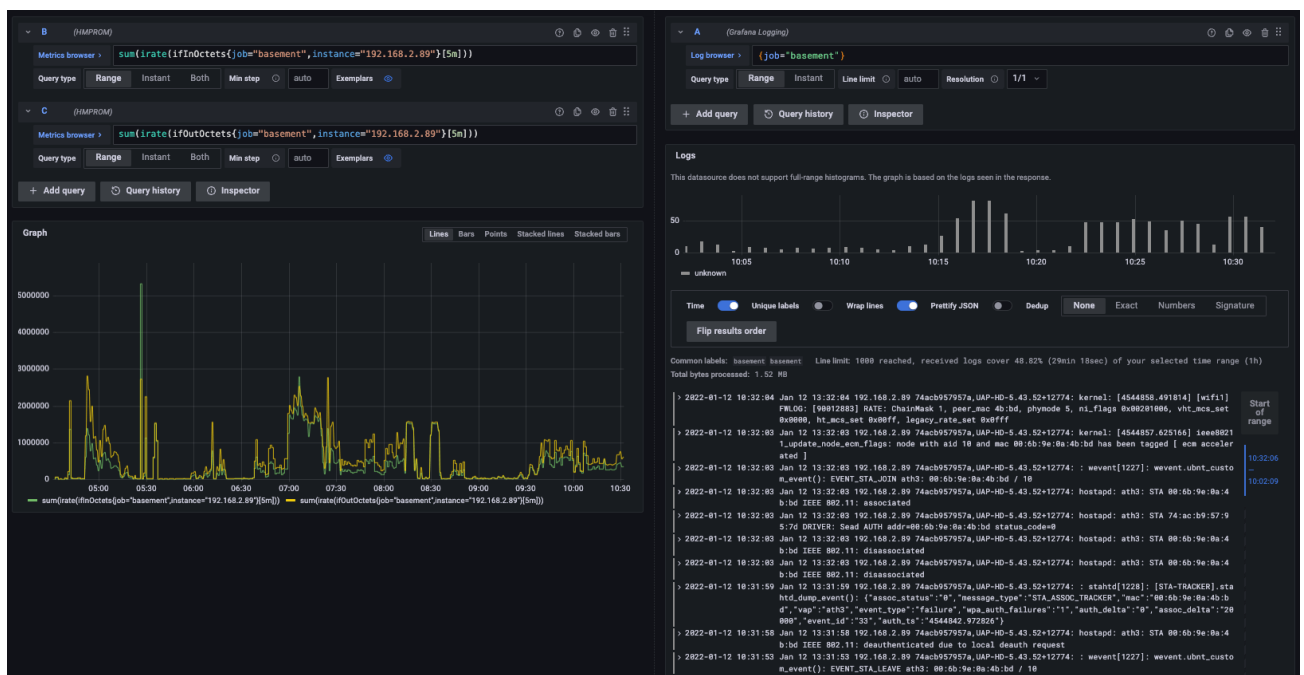 B (HMPROM)
Metrics browser > sum(irate(ifInOctets{job="basement",instance="192.168.2.89"}[5m]))
Query type Range Instant Both Min step auto Exemplars
C (HMPROM)
Metrics browser > sum(irate(ifOutOctets{job="basement",instance="192.168.2.89"}[5m]))
Query type Range Instant Both Min step auto Exemplars
+ Add query Query history Inspector
Graph
Lines Bars Points Stacked lines Stacked bars
5000000
4000000
3000000
2000000
1000000
0
05:00 05:30 06:00 06:30 07:00 07:30 08:00 08:30 09:00 09:30 10:00 10:30
sum(irate(ifInOctets{job="basement",instance="192.168.2.89"}[5m])) sum(irate(ifOutOctets{job="basement",instance="192.168.2.89"}[5m]))
A (Grafana Logging)
Log browser > {job="basement"}
Query type Range Instant Line limit auto Resolution 1/1
+ Add query Query history Inspector
Logs
This datasource does not support full-range histograms. The graph is based on the logs seen in the response.
50
0
10:05 10:10 10:15 10:20 10:25 10:30
unknown
Time Unique labels Wrap lines Prettify JSON Dedup None Exact Numbers Signature
Flip results order
Common labels: basement basement Line limit: 1000 reached, received logs cover 48.82% (29min 18sec) of your selected time range (1h)
Total bytes processed: 1.52 MB
> 2022-01-12 10:32:04 Jan 12 13:32:04 192.168.2.89 74acb957957a,UAP-HD-5.43.52+12774: kernel: [4544858.491814] [wifi1]
FWLOG: [90012883] RATE: ChainMask 1, peer_mac 4b:bd, phymode 5, ni_flags 0x00201006, vht_mcs_set
0x0000, ht_mcs_set 0x00ff, legacy_rate_set 0x0fff
> 2022-01-12 10:32:03 Jan 12 13:32:03 192.168.2.89 74acb957957a,UAP-HD-5.43.52+12774: kernel: [4544857.625166] ieee8021
1_update_node_ecm_flags: node with aid 10 and mac 00:6b:9e:0a:4b:bd has been tagged [ ecm acceler
ated ]
> 2022-01-12 10:32:03 Jan 12 13:32:03 192.168.2.89 74acb957957a,UAP-HD-5.43.52+12774: : wevent[1227]: wevent.ubnt_custo
m_event(): EVENT_STA_JOIN ath3: 00:6b:9e:0a:4b:bd / 10
> 2022-01-12 10:32:03 Jan 12 13:32:03 192.168.2.89 74acb957957a,UAP-HD-5.43.52+12774: hostapd: ath3: STA 00:6b:9e:0a:4
b:bd IEEE 802.11: associated
> 2022-01-12 10:32:03 Jan 12 13:32:03 192.168.2.89 74acb957957a,UAP-HD-5.43.52+12774: hostapd: ath3: STA 74:ac:b9:57:9
5:7d DRIVER: Sead AUTH addr=00:6b:9e:0a:4b:bd status_code=0
> 2022-01-12 10:32:03 Jan 12 13:32:03 192.168.2.89 74acb957957a,UAP-HD-5.43.52+12774: hostapd: ath3: STA 00:6b:9e:0a:4
b:bd IEEE 802.11: disassociated
> 2022-01-12 10:32:03 Jan 12 13:32:03 192.168.2.89 74acb957957a,UAP-HD-5.43.52+12774: hostapd: ath3: STA 00:6b:9e:0a:4
b:bd IEEE 802.11: disassociated
> 2022-01-12 10:31:59 Jan 12 13:31:59 192.168.2.89 74acb957957a,UAP-HD-5.43.52+12774: : stahtd[1228]: [STA-TRACKER].sta
htd_dump_event(): {"assoc_status":"0","message_type":"STA_ASSOC_TRACKER","mac":"00:6b:9e:0a:4b:b
d","vap":"ath3","event_type":"failure","wpa_auth_failures":"1","auth_delta":"0","assoc_delta":"20
000","event_id":"33","auth_ts":"4544842.972826"}
> 2022-01-12 10:31:58 Jan 12 13:31:58 192.168.2.89 74acb957957a,UAP-HD-5.43.52+12774: hostapd: ath3: STA 00:6b:9e:0a:4
b:bd IEEE 802.11: deauthenticated due to local deauth request
> 2022-01-12 10:31:53 Jan 12 13:31:53 192.168.2.89 74acb957957a,UAP-HD-5.43.52+12774: : wevent[1227]: wevent.ubnt_custo
m_event(): EVENT_STA_LEAVE ath3: 00:6b:9e:0a:4b:bd / 10
Start
of
range
10:32:06
—
10:02:09